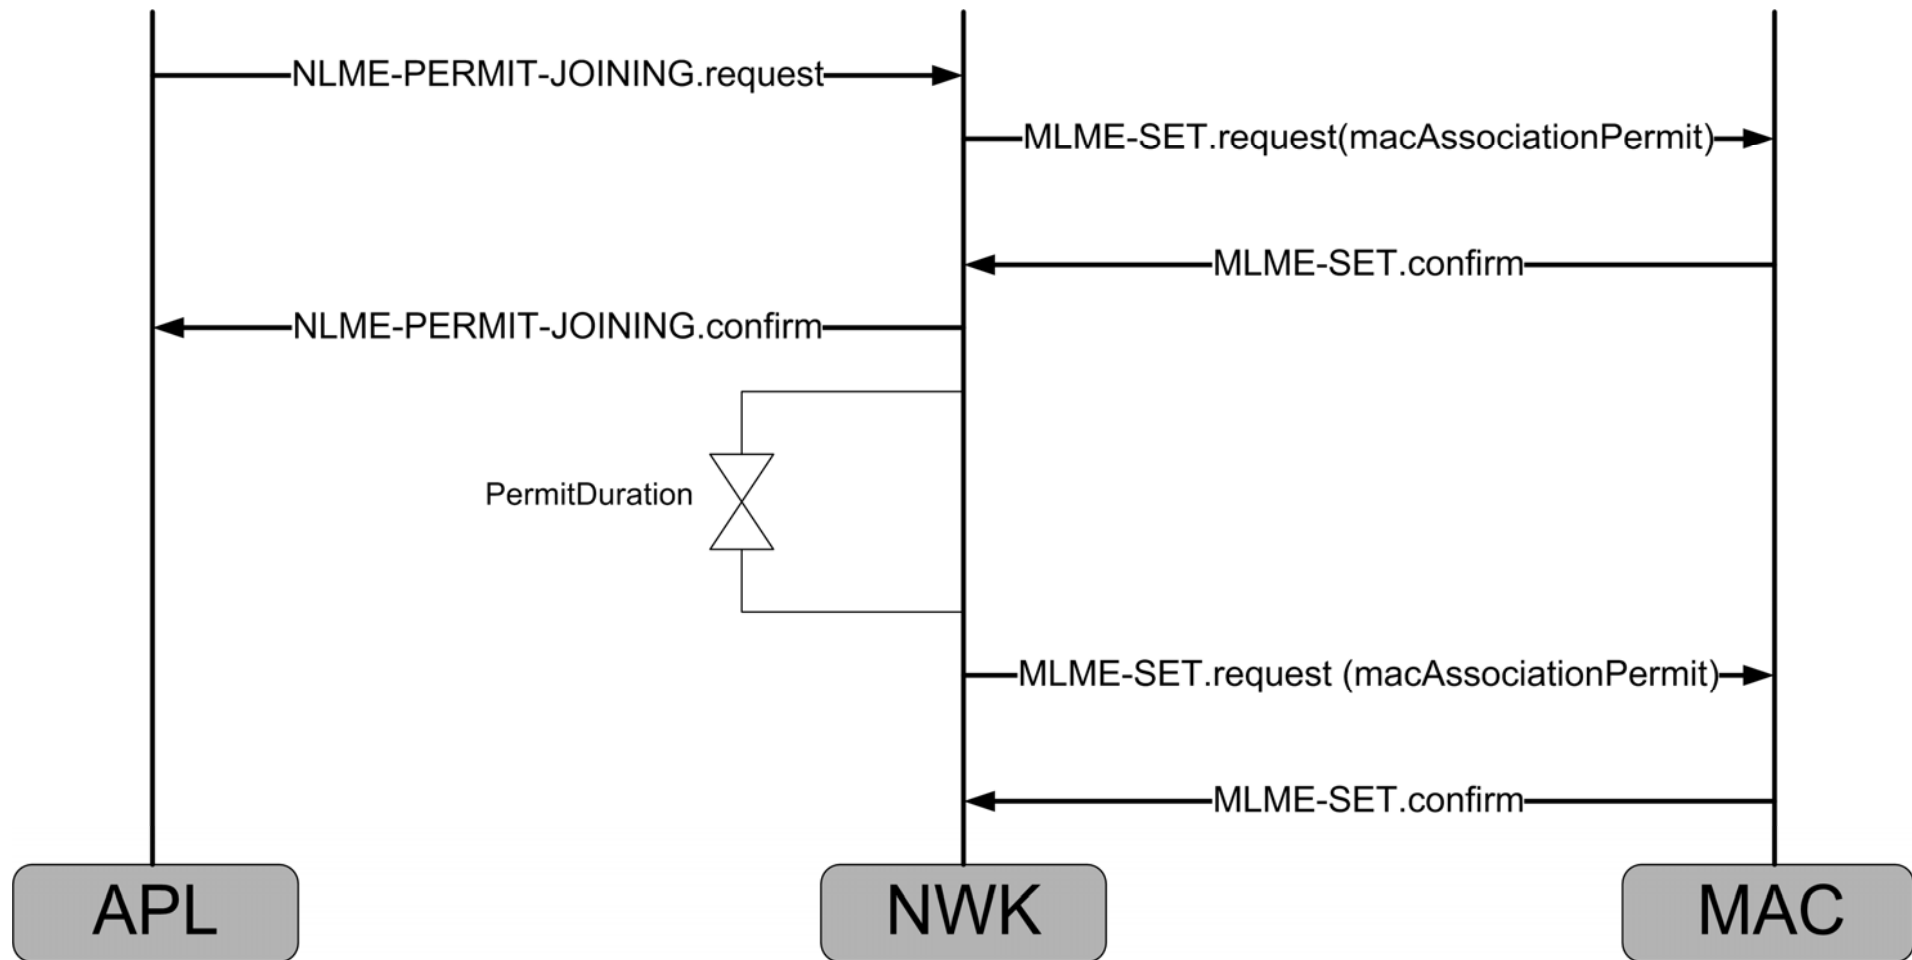 NLME-PERMIT-JOINING.request
MLME-SET.request(macAssociationPermit)
MLME-SET.confirm
NLME-PERMIT-JOINING.confirm
PermitDuration
MLME-SET.request (macAssociationPermit)
MLME-SET.confirm
APL
NWK
MAC